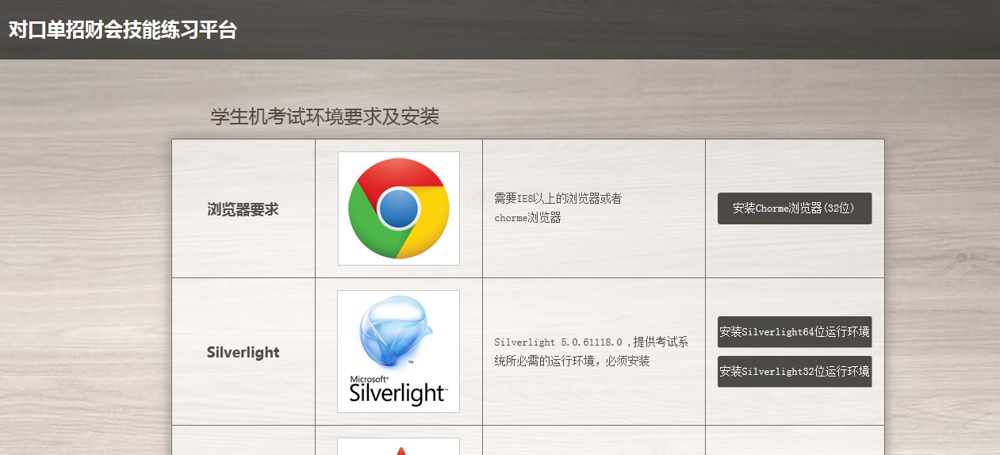 对口单招财会技能练习平台
学生机考试环境要求及安装
浏览器要求
需要IE8以上的浏览器或者
chorme浏览器
安装Chorme浏览器(32位)
Silverlight
Microsoft®
Silverlight™
Silverlight 5.0.61118.0 ,提供考试系
统所必需的运行环境，必须安装
安装Silverlight64位运行环境
安装Silverlight32位运行环境